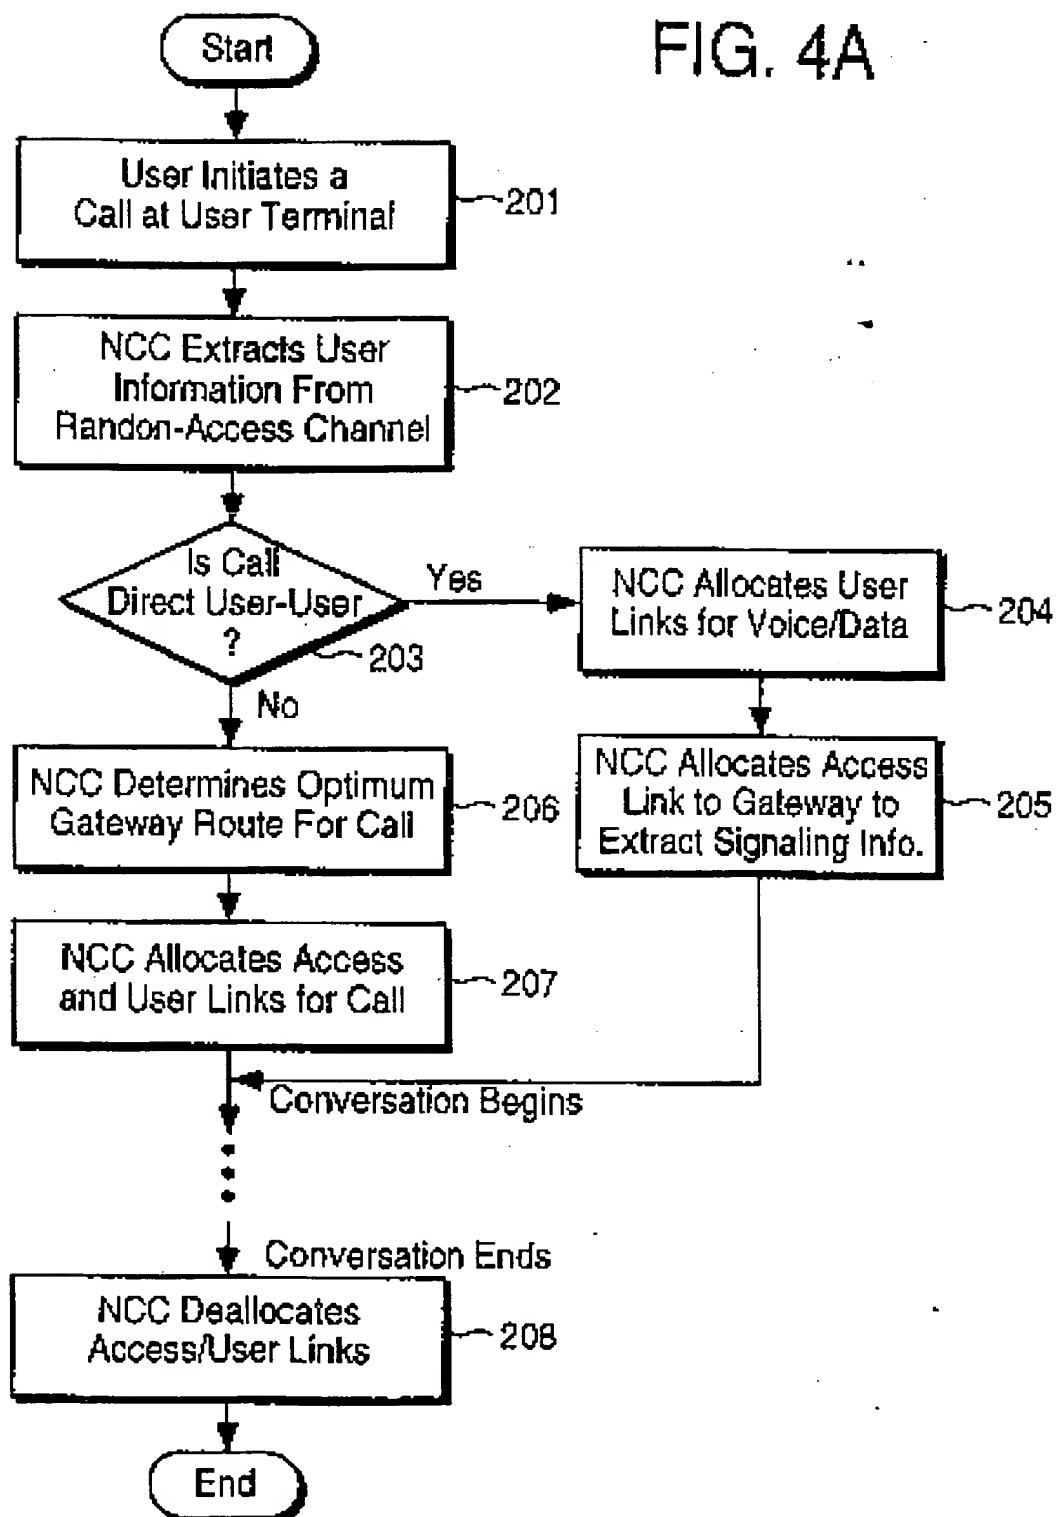 FIG. 4A
Start
User Initiates a
Call at User Terminal
201
NCC Extracts User
Information From
Randon-Access Channel
202
Is Call
Direct User-User
?
203
Yes
No
NCC Allocates User
Links for Voice/Data
204
NCC Allocates Access
Link to Gateway to
Extract Signaling Info.
205
NCC Determines Optimum
Gateway Route For Call
206
NCC Allocates Access
and User Links for Call
207
Conversation Begins
Conversation Ends
NCC Deallocates
Access/User Links
208
End